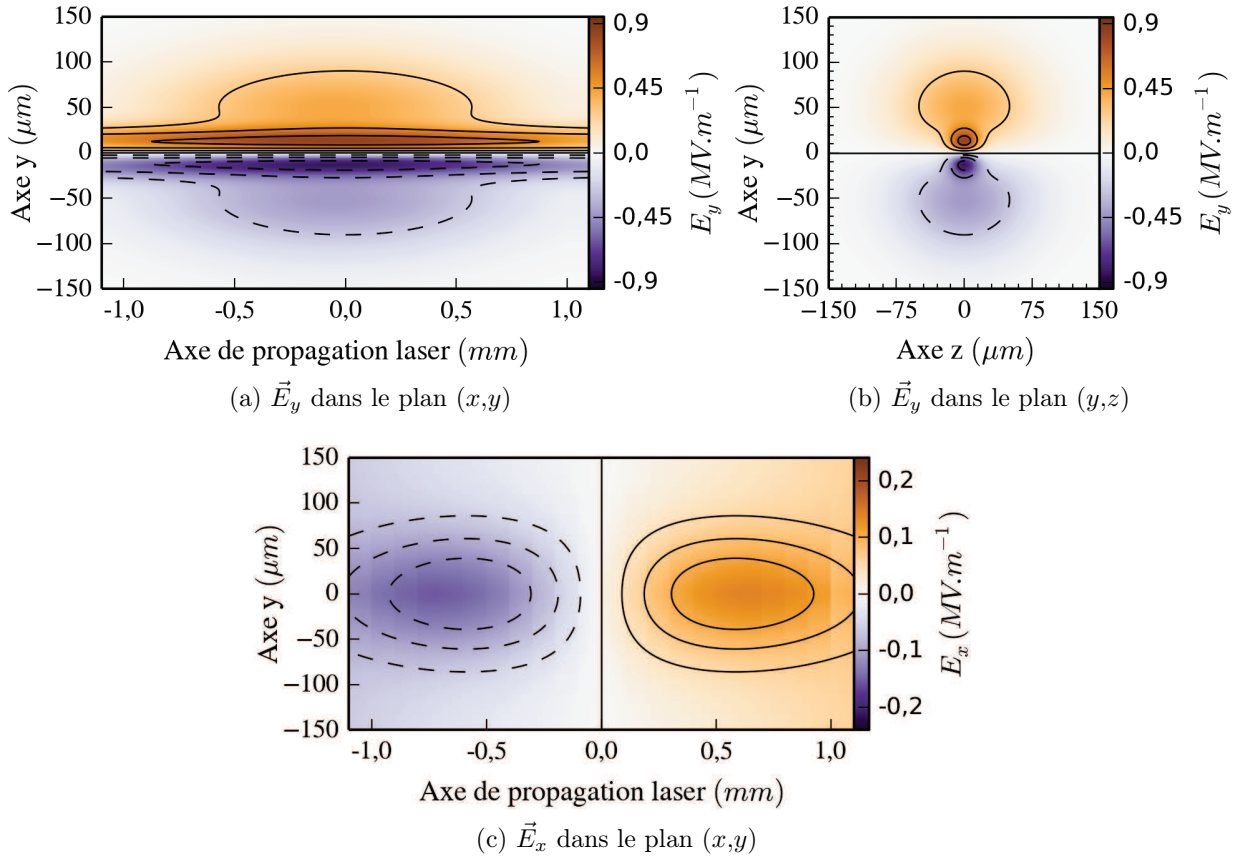 150
100
50
0
−50
−100
−150
Axe y (μm)
-1,0 -0,5 0,0 0,5 1,0
Axe de propagation laser (mm)
0,9
0,45
0,0
-0,45
-0,9
E_y (MV.m⁻¹)
(a) E⃗_y dans le plan (x,y)
150
100
50
0
−50
−100
−150
Axe y (μm)
−150 −75 0 75 150
Axe z (μm)
0,9
0,45
0,0
-0,45
-0,9
E_y (MV.m⁻¹)
(b) E⃗_y dans le plan (y,z)
150
100
50
0
−50
−100
−150
Axe y (μm)
-1,0 -0,5 0,0 0,5 1,0
Axe de propagation laser (mm)
0,2
0,1
0,0
-0,1
-0,2
E_x (MV.m⁻¹)
(c) E⃗_x dans le plan (x,y)